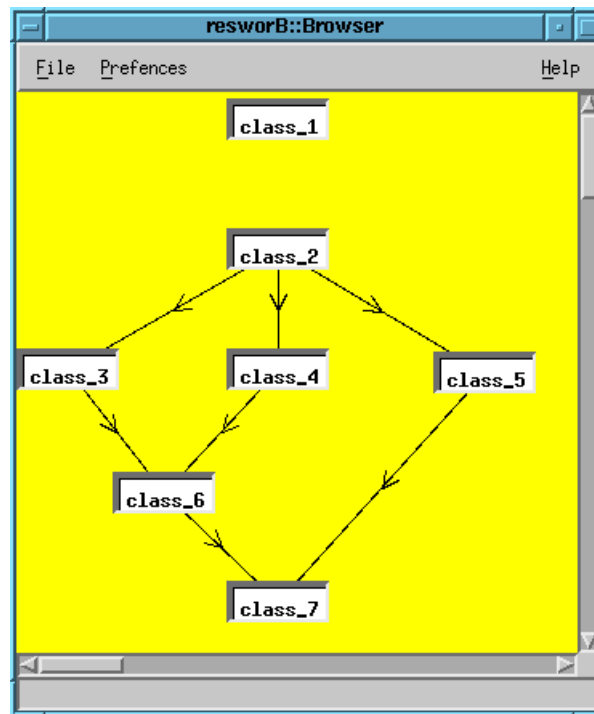 resworB::Browser
File Prefences Help
class_1
class_2
class_3 class_4 class_5
class_6
class_7